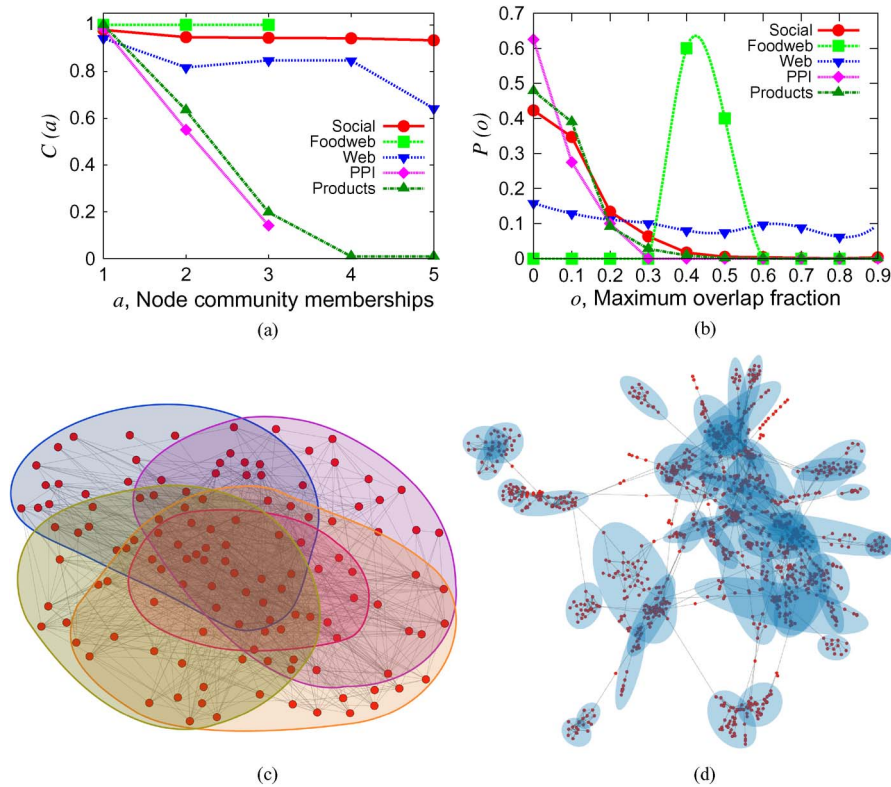 C (a)
1
0.8
0.6
0.4
0.2
0
1
2
3
4
5
Social
Foodweb
Web
PPI
Products
a, Node community memberships
(a)
P (o)
0.7
0.6
0.5
0.4
0.3
0.2
0.1
0
0
0.1
0.2
0.3
0.4
0.5
0.6
0.7
0.8
0.9
Social
Foodweb
Web
PPI
Products
o, Maximum overlap fraction
(b)
(c)
(d)